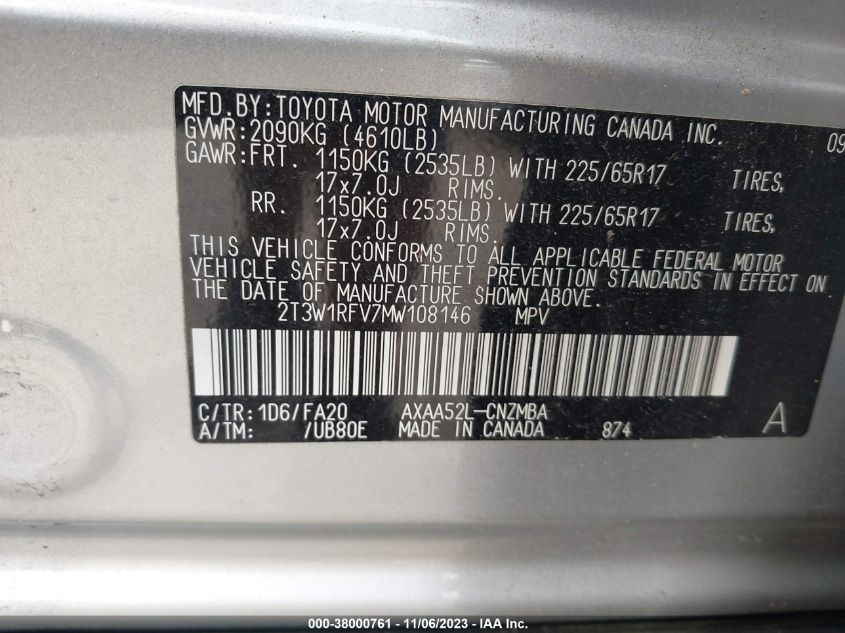 MFD. BY: TOYOTA MOTOR MANUFACTURING CANADA INC. 09
GVWR: 2090KG (4610LB)
GAWR: FRT. 1150KG (2535LB) WITH 225/65R17 TIRES,
17x7.0J RIMS.
RR. 1150KG (2535LB) WITH 225/65R17 TIRES,
17x7.0J RIMS.
THIS VEHICLE CONFORMS TO ALL APPLICABLE FEDERAL MOTOR
VEHICLE SAFETY AND THEFT PREVENTION STANDARDS IN EFFECT ON
THE DATE OF MANUFACTURE SHOWN ABOVE.
2T3W1RFV7MW108146 MPV
C/TR: 1D6/FA20 AXAA52L-CNZMBA
A/TM: /UB80E MADE IN CANADA 874 A
000-38000761 - 11/06/2023 - IAA Inc.